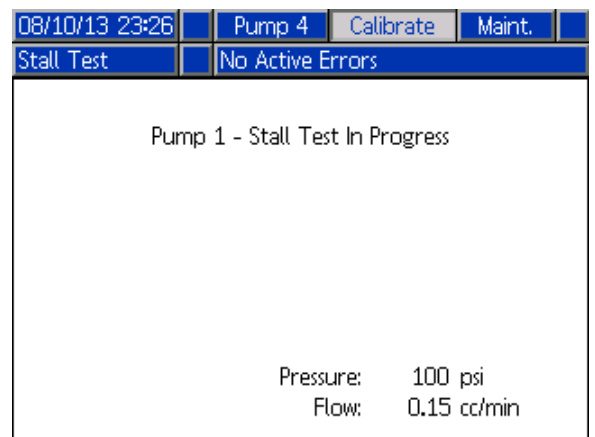 08/10/13 23:26 Pump 4 Calibrate Maint.
Stall Test No Active Errors
Pump 1 - Stall Test In Progress
Pressure: 100 psi
Flow: 0.15 cc/min